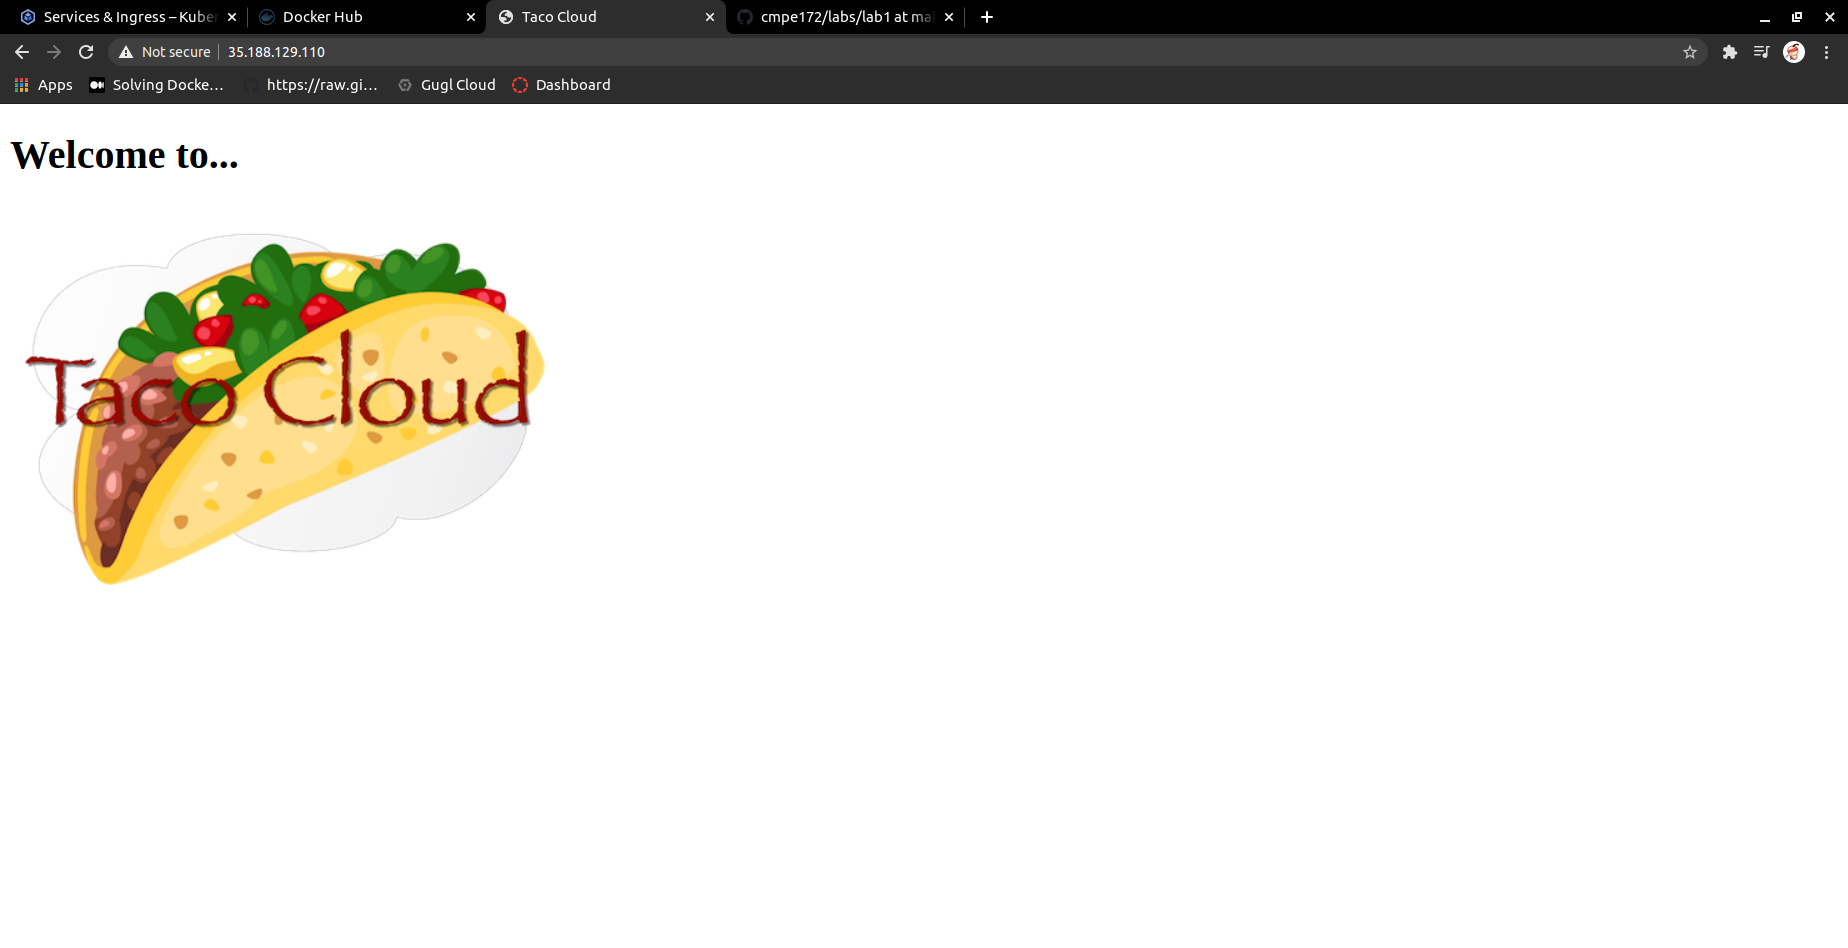 Services & Ingress – Kuber
Docker Hub
Taco Cloud
cmpe172/labs/lab1 at mai
Not secure
35.188.129.110
Apps
Solving Docke...
https://raw.gi...
Gugl Cloud
Dashboard
Welcome to...
Taco Cloud